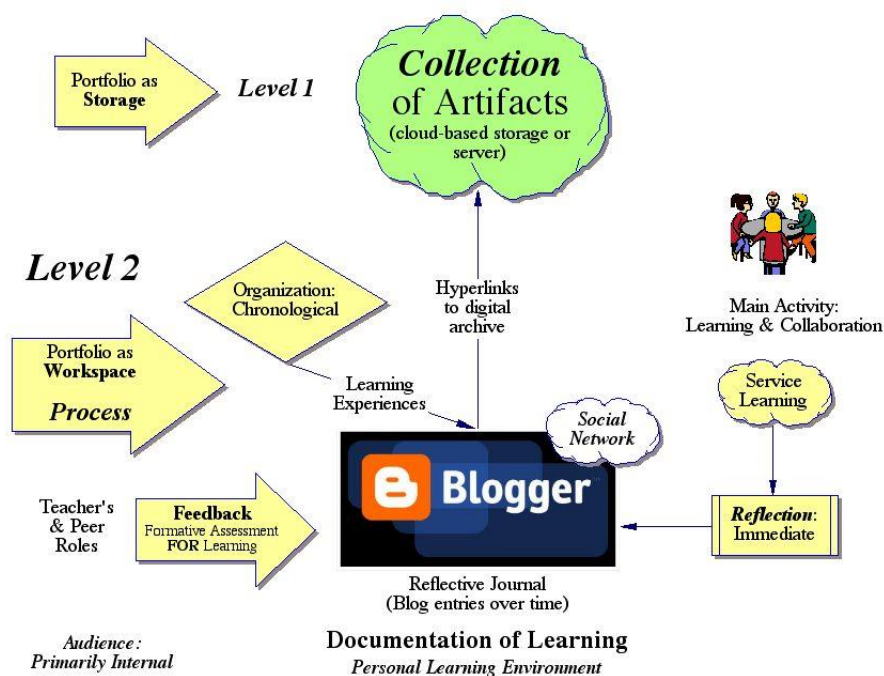 Portfolio as
Storage
Level 1
Collection
of Artifacts
(cloud-based storage or
server)
Level 2
Organization:
Chronological
Hyperlinks
to digital
archive
Main Activity:
Learning & Collaboration
Portfolio as
Workspace
Process
Learning
Experiences
Service
Learning
Social
Network
Blogger
Teacher's
& Peer
Roles
Feedback
Formative Assessment
FOR Learning
Reflection:
Immediate
Reflective Journal
(Blog entries over time)
Audience:
Primarily Internal
Documentation of Learning
Personal Learning Environment